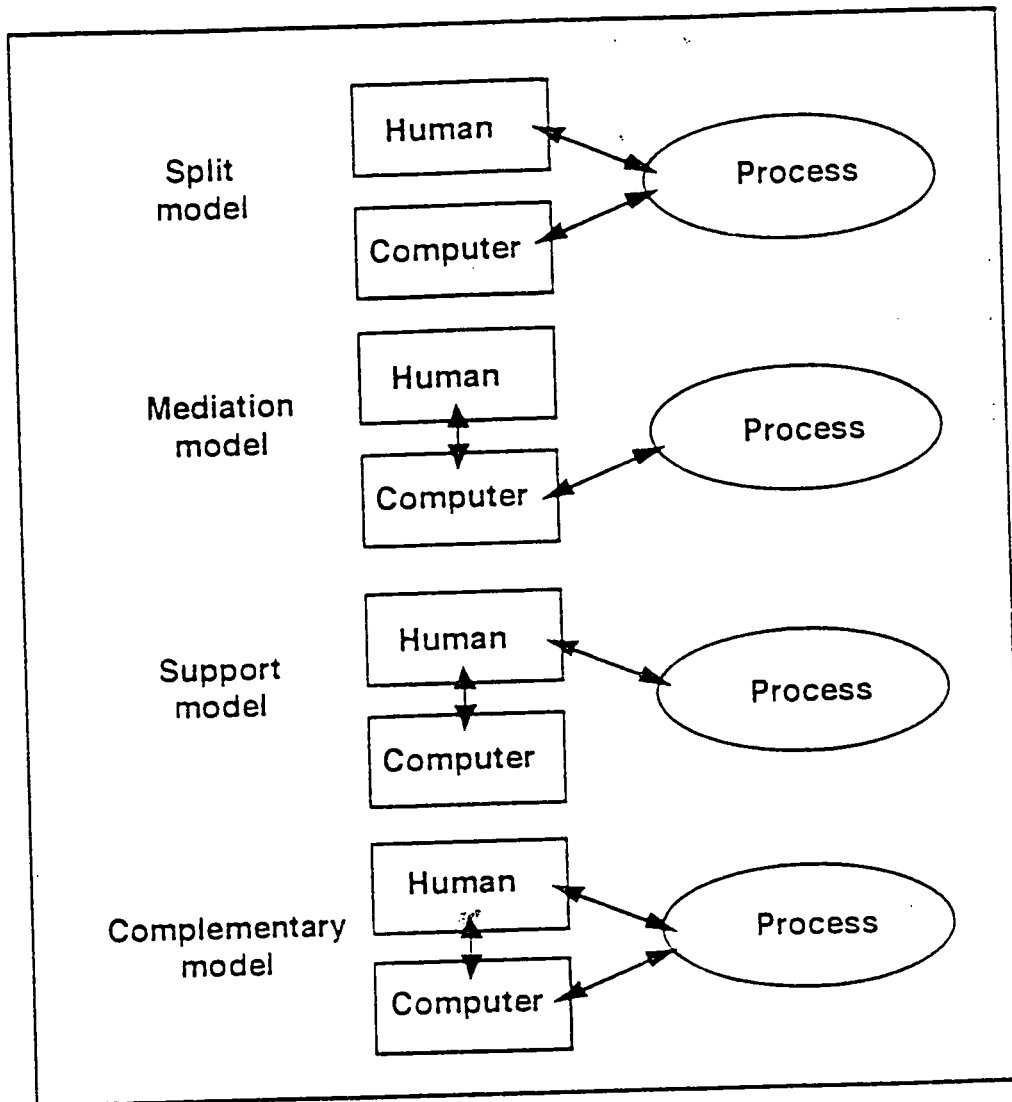 Split
model
Human
Computer
Process
Mediation
model
Human
Computer
Process
Support
model
Human
Computer
Process
Complementary
model
Human
Computer
Process